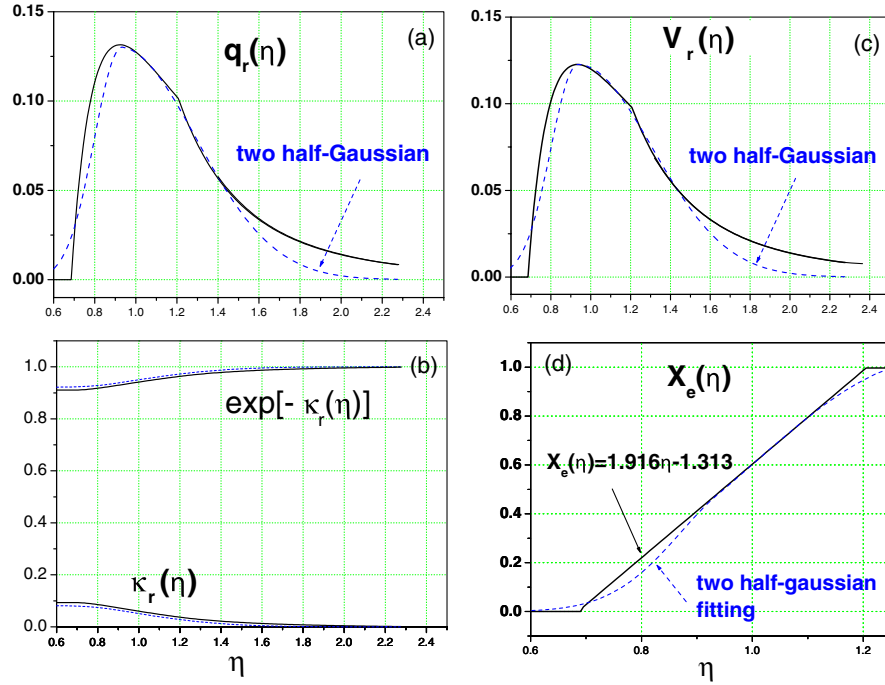 0.15
0.10
0.05
0.00
(a)
q_r(η)
two half-Gaussian
0.6 0.8 1.0 1.2 1.4 1.6 1.8 2.0 2.2 2.4
0.15
0.10
0.05
0.00
V_r(η)
(c)
two half-Gaussian
0.6 0.8 1.0 1.2 1.4 1.6 1.8 2.0 2.2 2.4
1.0
0.8
0.6
0.4
0.2
0.0
(b)
exp[- κ_r(η)]
κ_r(η)
0.6 0.8 1.0 1.2 1.4 1.6 1.8 2.0 2.2 2.4
η
1.0
0.8
0.6
0.4
0.2
0.0
(d)
X_e(η)
X_e(η)=1.916η-1.313
two half-gaussian
fitting
0.6 0.8 1.0 1.2
η